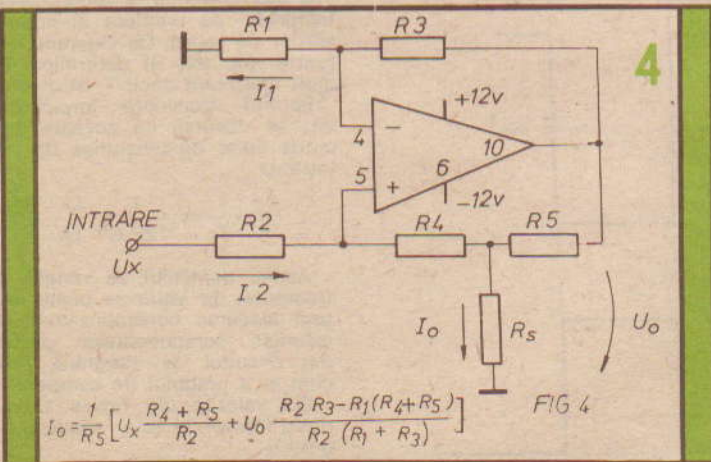 R1
R3
4
I1
+12v
4
−
10
5
+
6
−12v
INTRARE
Ux
R2
R4
R5
I2
Io
Rs
Uo
FIG 4
Io = 1/R5 [Ux (R4 + R5)/R2 + Uo (R2 R3 − R1 (R4 + R5))/(R2 (R1 + R3))]